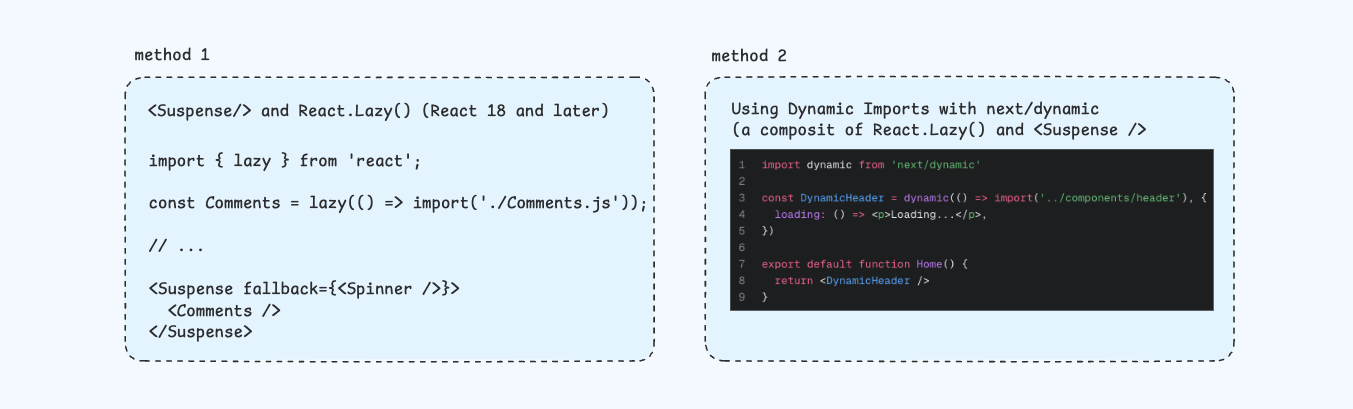 method 1
<Suspense/> and React.Lazy() (React 18 and later)
import { lazy } from 'react';
const Comments = lazy(() => import('./Comments.js'));
// ...
<Suspense fallback={<Spinner />}>
<Comments />
</Suspense>
method 2
Using Dynamic Imports with next/dynamic
(a composit of React.Lazy() and <Suspense />
1 import dynamic from 'next/dynamic'
2
3 const DynamicHeader = dynamic(() => import('../components/header'), {
4 loading: () => <p>Loading...</p>,
5 })
6
7 export default function Home() {
8 return <DynamicHeader />
9 }